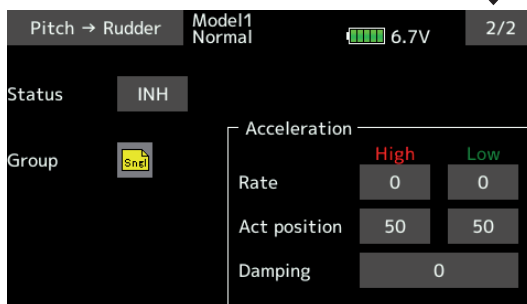 Pitch → Rudder Model1 Normal 6.7V 2/2
Status INH
Acceleration
Group Sngl
High Low
Rate 0 0
Act position 50 50
Damping 0